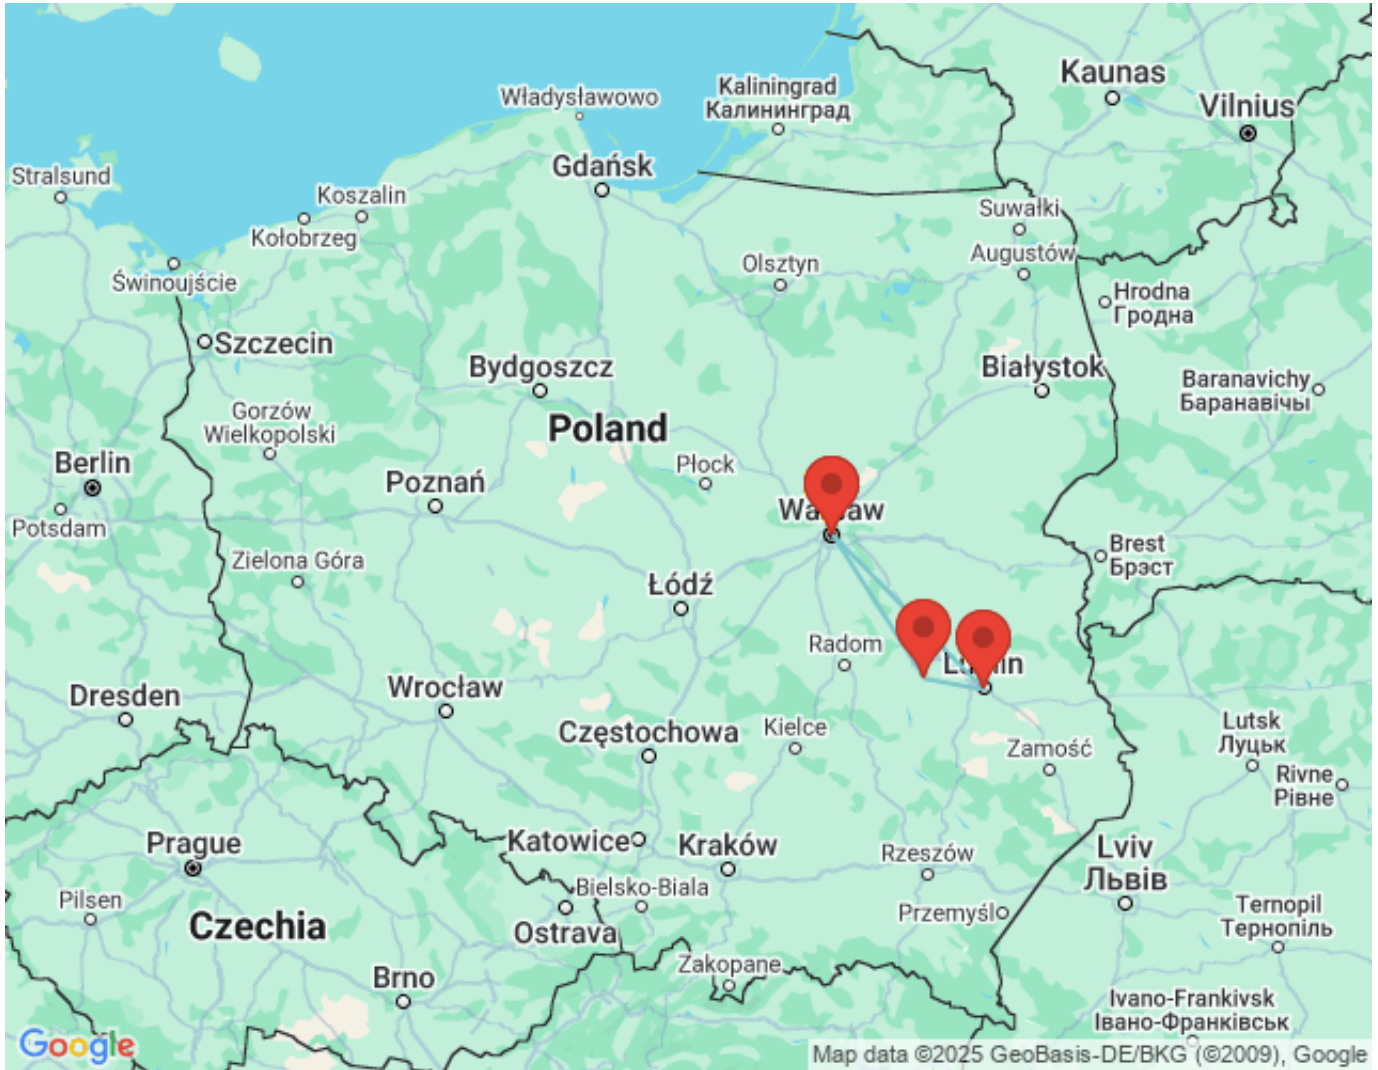 Kaunas
Kaliningrad
Калининград
Władysławowo
Vilnius
Gdańsk
Stralsund
Koszalin
Suwałki
Kołobrzeg
Augustów
Olsztyn
Świnoujście
Hrodna
Гродна
Szczecin
Bydgoszcz
Białystok
Baranavichy
Баранавічы
Gorzów
Wielkopolski
Poland
Berlin
Płock
Poznań
Warsaw
Potsdam
Brest
Брэст
Zielona Góra
Łódź
Radom
Lublin
Wrocław
Dresden
Lutsk
Луцьк
Częstochowa
Kielce
Zamość
Rivne
Рівне
Prague
Katowice
Kraków
Rzeszów
Lviv
Львів
Pilsen
Bielsko-Biala
Przemyśl
Ternopil
Тернопіль
Czechia
Ostrava
Zakopane
Brno
Ivano-Frankivsk
Івано-Франківськ
Google
Map data ©2025 GeoBasis-DE/BKG (©2009), Google